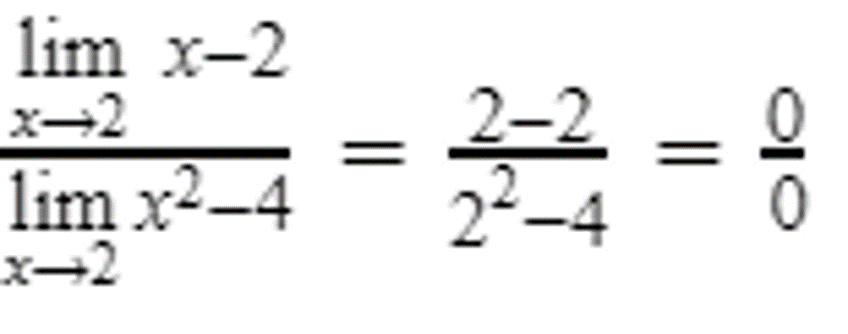 lim x–2
x→2
lim x²–4
x→2
= 2–2
2²–4
= 0
0